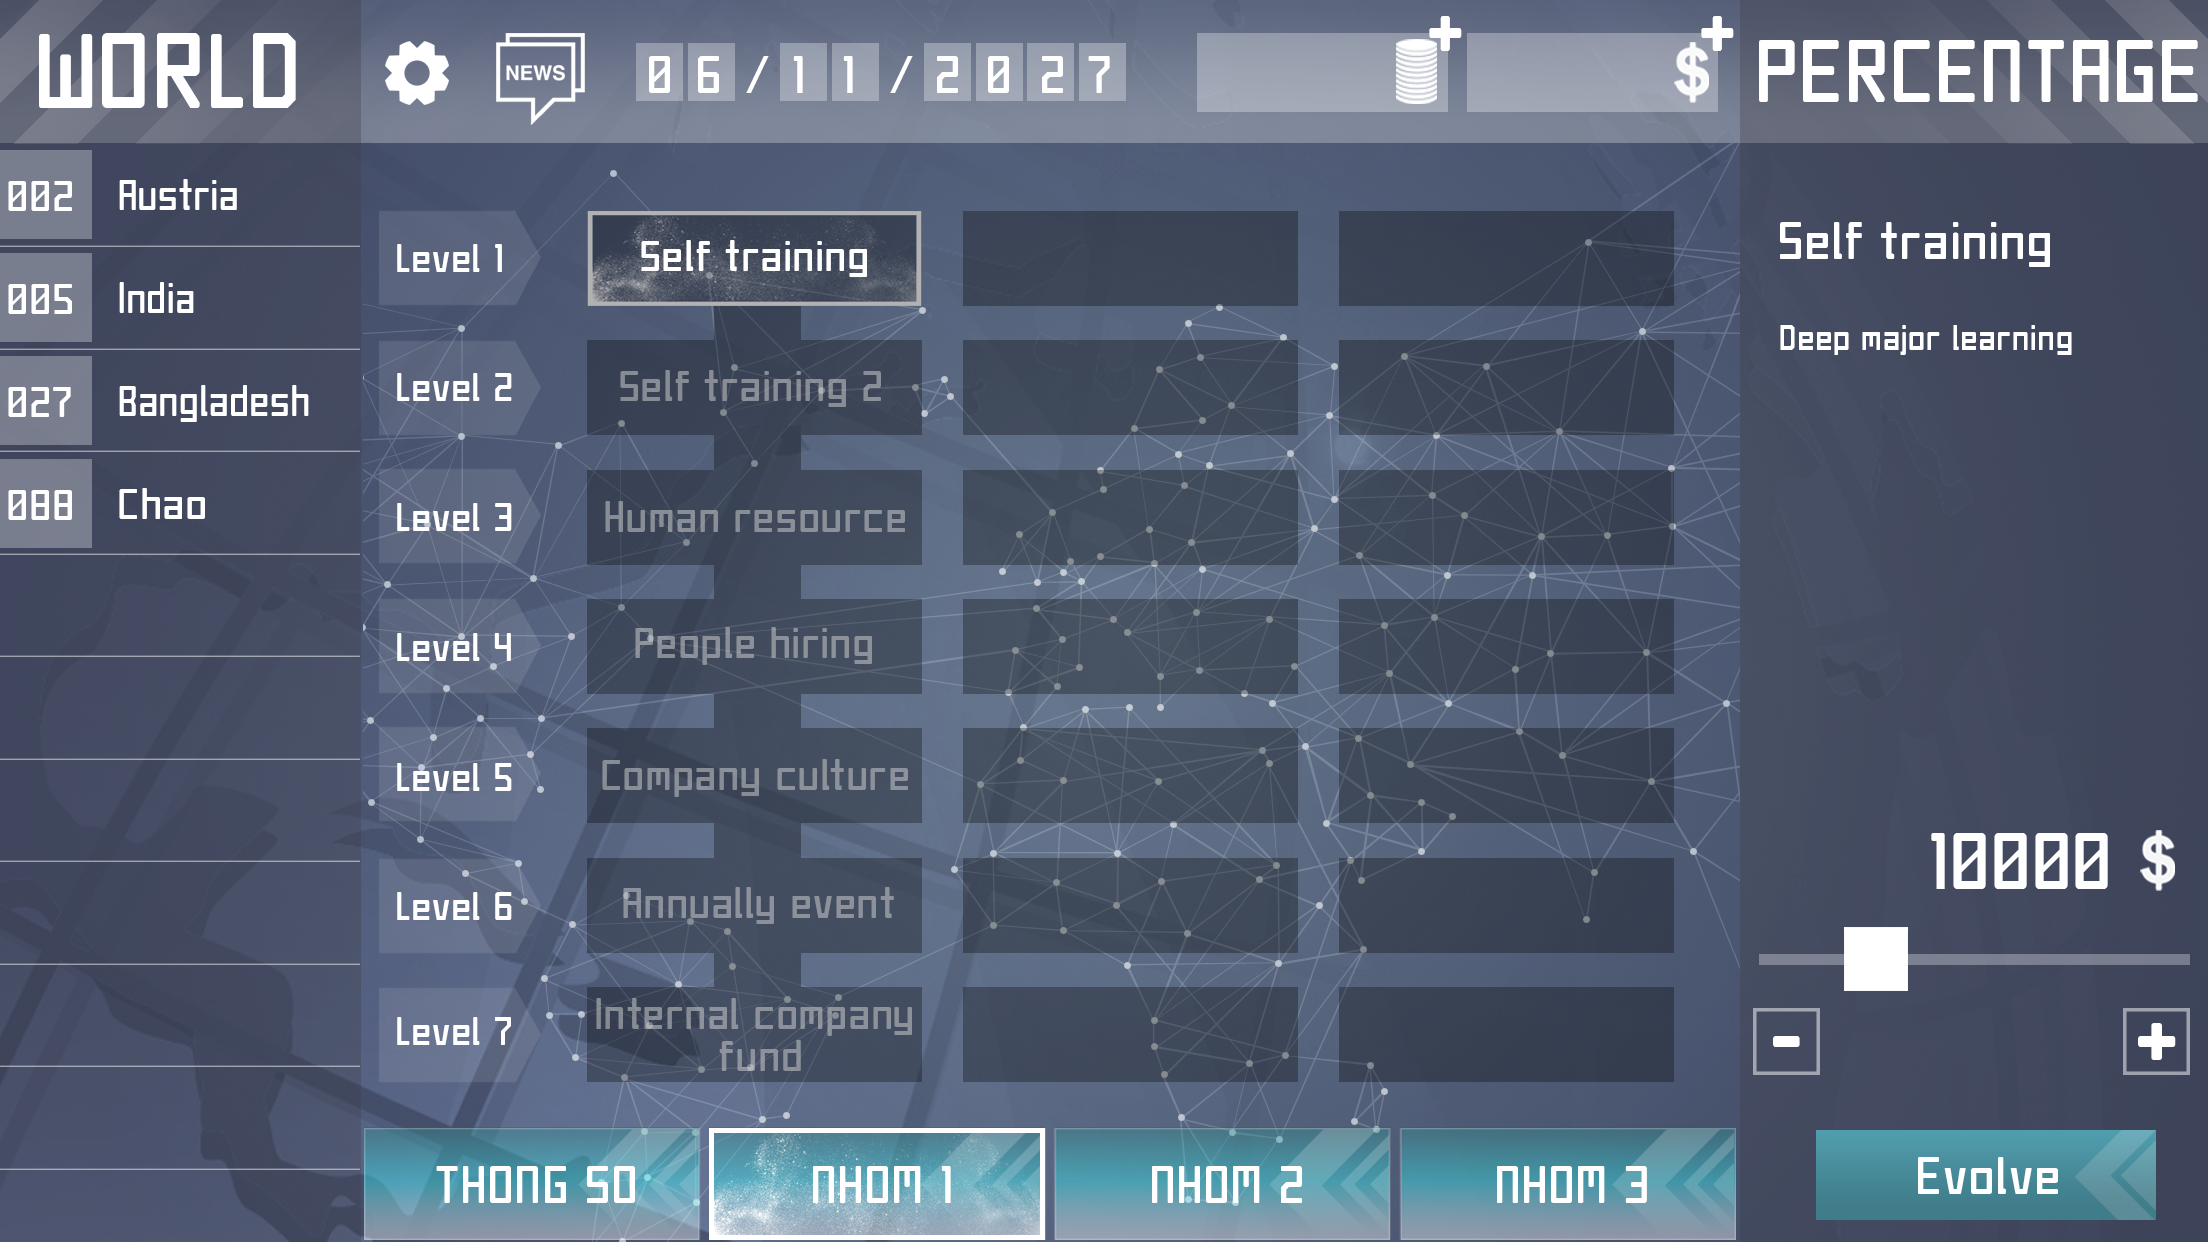 WORLD
NEWS
06/11/2027
$
PERCENTAGE
002 Austria
005 India
027 Bangladesh
088 Chao
Level 1
Self training
Level 2
Self training 2
Level 3
Human resource
Level 4
People hiring
Level 5
Company culture
Level 6
Annually event
Level 7
Internal company
fund
THONG SO
NHOM 1
NHOM 2
NHOM 3
Self training
Deep major learning
10000 $
-
+
Evolve